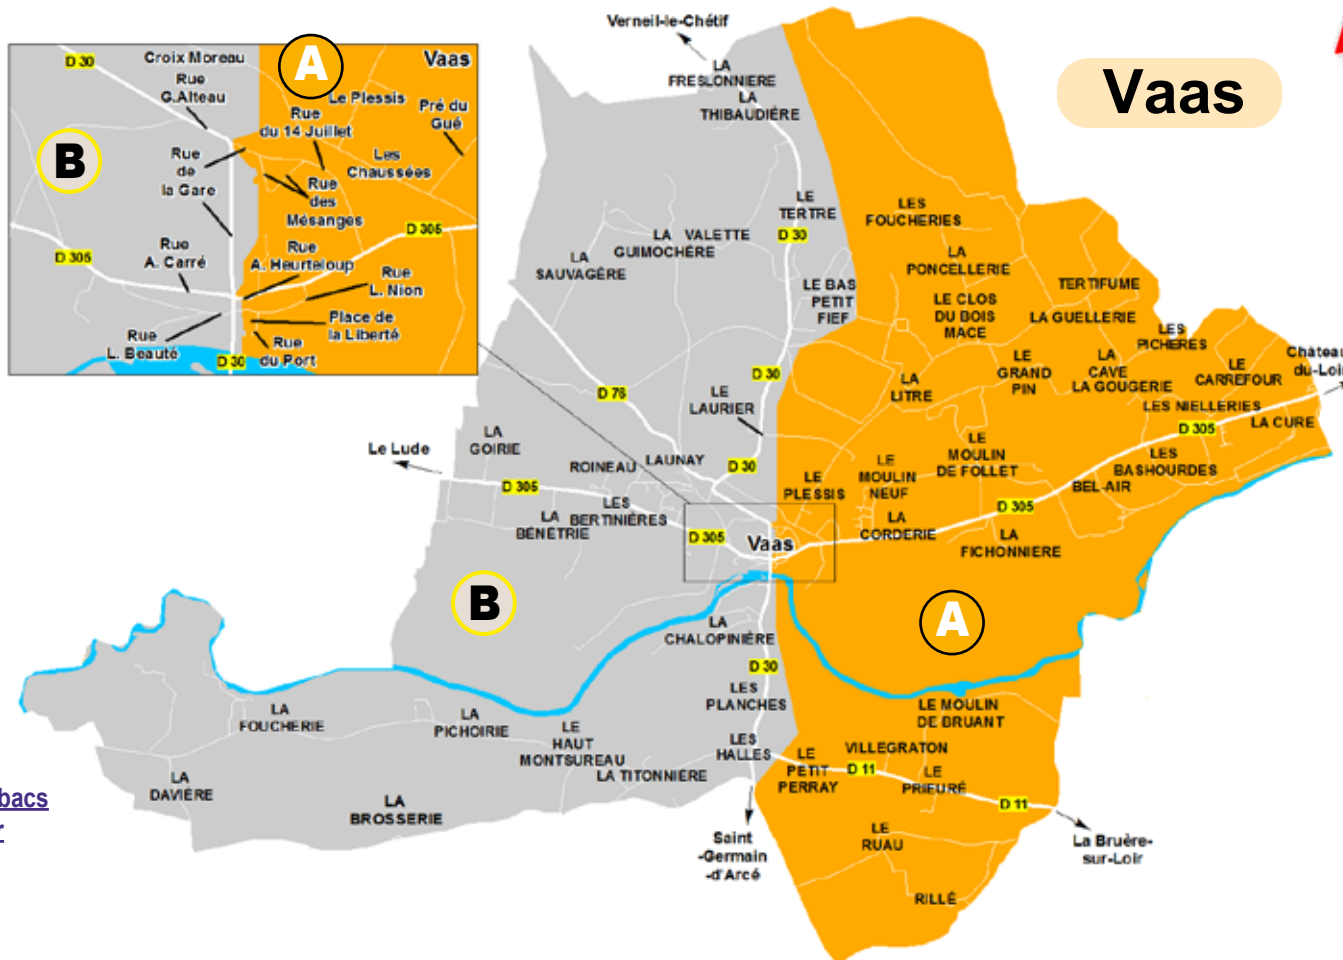 Verneil-le-Chétif
Vaas
D 30
Croix Moreau
A
Vaas
Rue
G.Alteau
Le Plessis
Rue
du 14 Juillet
Pré du
Gué
B
Rue
de
la Gare
Les
Chaussées
Rue
des
Mésanges
D 305
D 305
Rue
A. Carré
Rue
A. Heurteloup
Rue
L. Nion
Place de
la Liberté
Rue
L. Beauté
Rue
du Port
D 30
LA
FRESLONNIERE
LA
THIBAUDIÈRE
LE
TERTRE
D 30
LES
FOUCHERIES
LA VALETTE
GUIMOCHÈRE
LA
SAUVAGÈRE
LE BAS
PETIT
FIEF
LA
PONCELLERIE
TERTIFUME
LE CLOS
DU BOIS
MACE
LA GUELLERIE
LES
PICHERES
Château
du-Loir
LE
GRAND
PIN
LA
CAVE
LA GOUGERIE
LE
CARREFOUR
D 30
D 76
LE
LAURIER
LA
LITRE
LES NIELLERIES
LA CURE
D 305
Le Lude
LA
GOIRIE
ROINEAU
LAUNAY
D 30
LE
PLESSIS
LE
MOULIN
NEUF
LE
MOULIN
DE FOLLET
LES
BASHOURDES
BEL-AIR
D 305
LES
BERTINIÈRES
LA
BÉNÉTRIE
D 305
Vaas
LA
CORDERIE
D 305
LA
FICHONNIERE
B
A
LA
CHALOPINIÈRE
D 30
LES
PLANCHES
LE MOULIN
DE BRUANT
LA
FOUCHERIE
LA
PICHOIRIE
LE
HAUT
MONTSUREAU
LES
HALLES
LA TITONNIÈRE
LE
PETIT
PERRAY
VILLEGRATON
D 11
LE
PRIEURÉ
D 11
LA
DAVIÈRE
LA
BROSSERIE
bacs
r
Saint
-Germain
-d'Arcé
LE
RUAU
La Bruère-
sur-Loir
RILLÉ